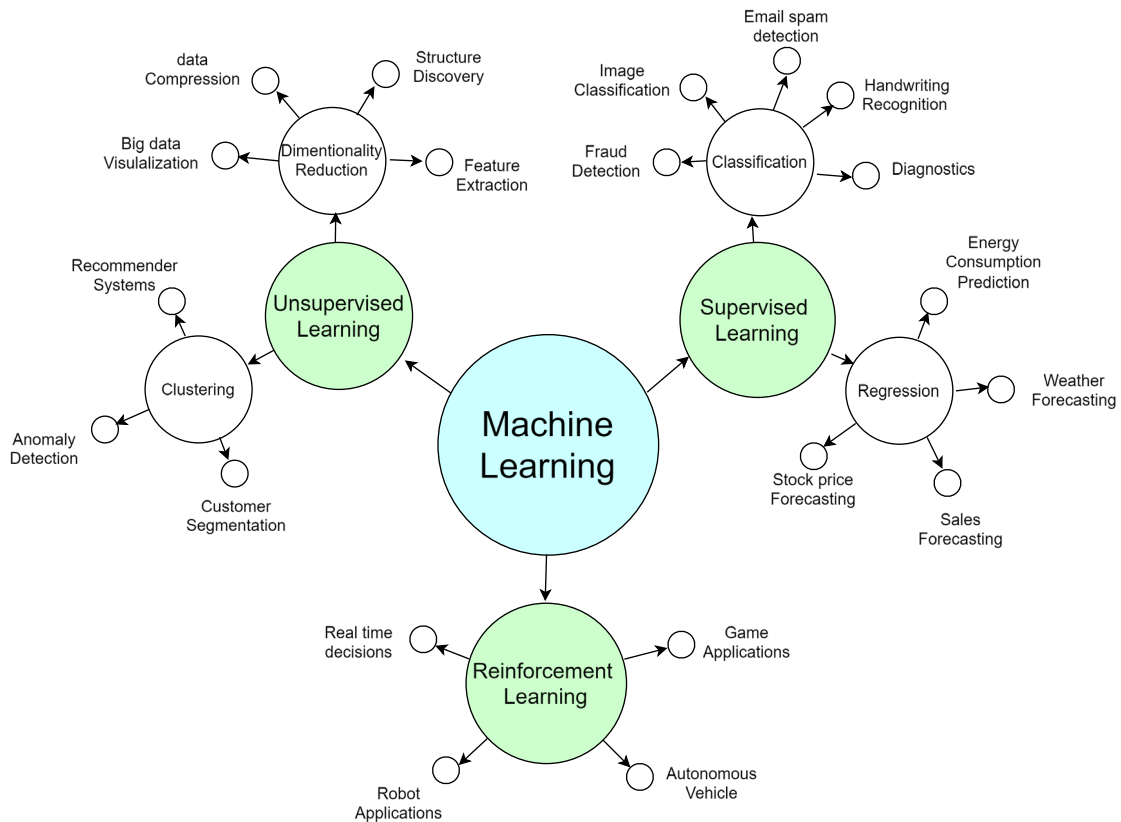 Email spam
detection
data
Compression
Structure
Discovery
Image
Classification
Handwriting
Recognition
Big data
Visulalization
Dimentionality
Reduction
Feature
Extraction
Fraud
Detection
Classification
Diagnostics
Recommender
Systems
Unsupervised
Learning
Supervised
Learning
Energy
Consumption
Prediction
Clustering
Regression
Weather
Forecasting
Anomaly
Detection
Machine
Learning
Customer
Segmentation
Stock price
Forecasting
Sales
Forecasting
Real time
decisions
Reinforcement
Learning
Game
Applications
Robot
Applications
Autonomous
Vehicle